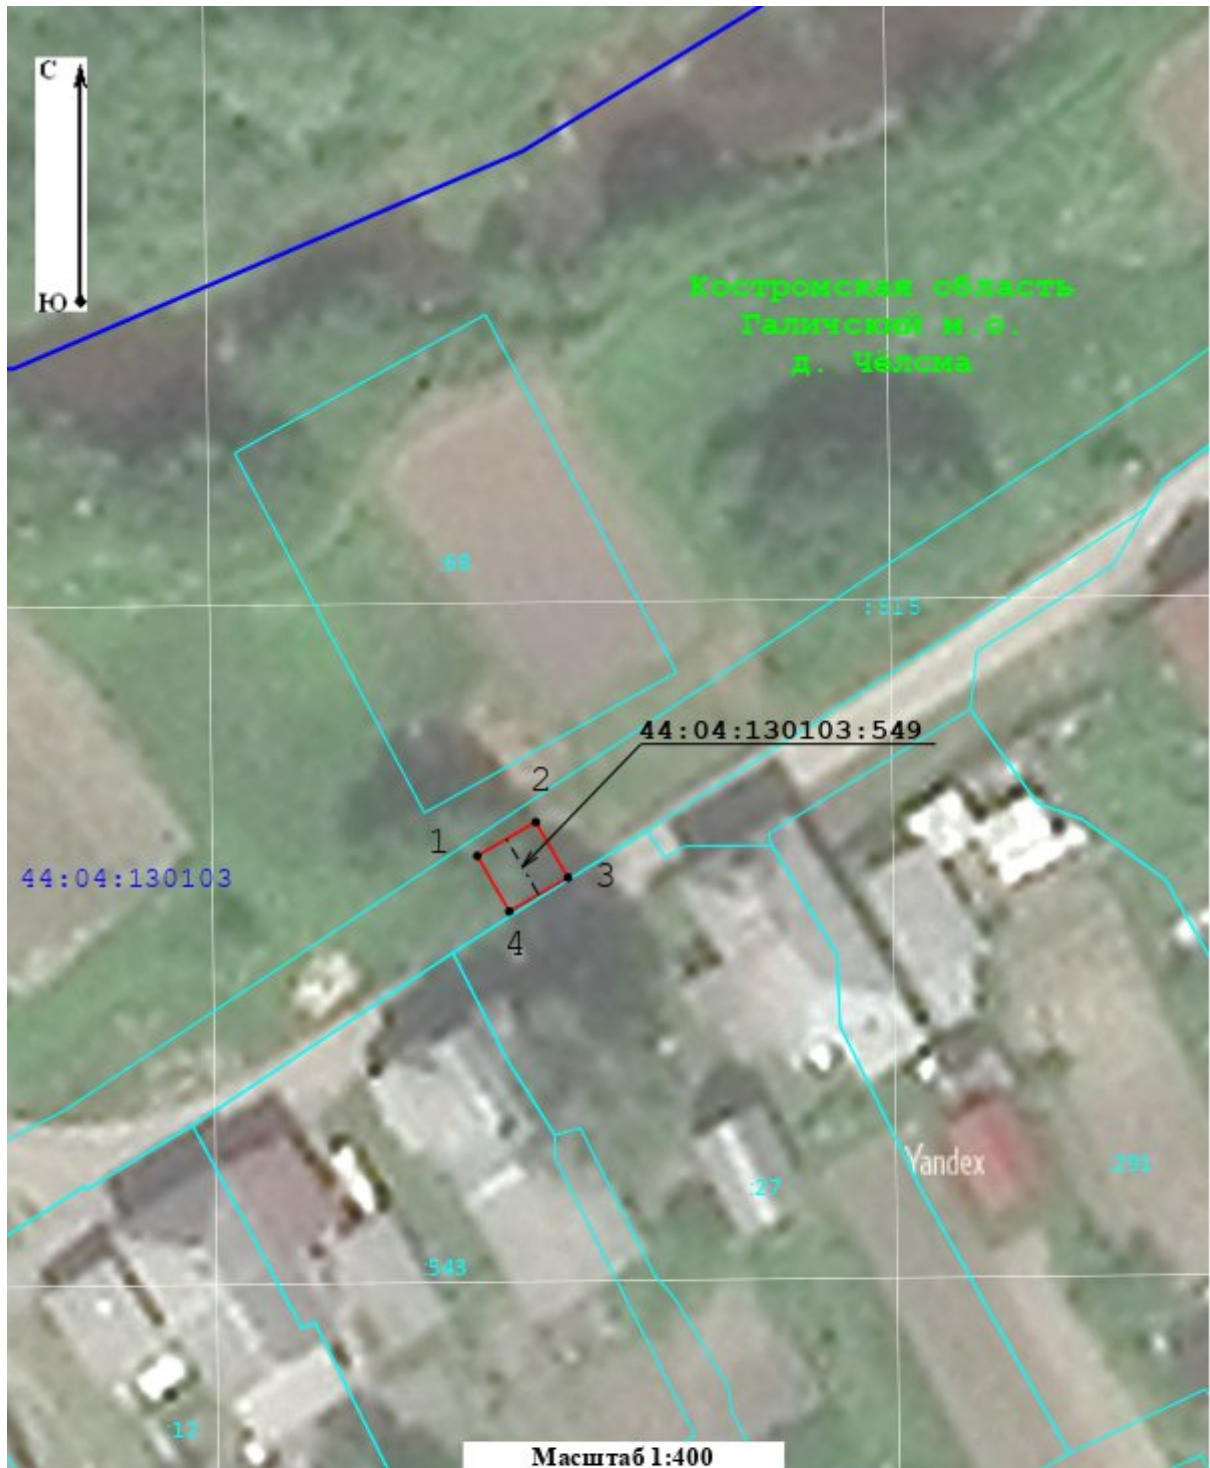 С
Ю
Костромская область
Галичский м.о.
д. Чёлсма
:68
:515
44:04:130103:549
2
1
3
44:04:130103
4
Yandex
:291
:27
:543
:12
Масштаб 1:400